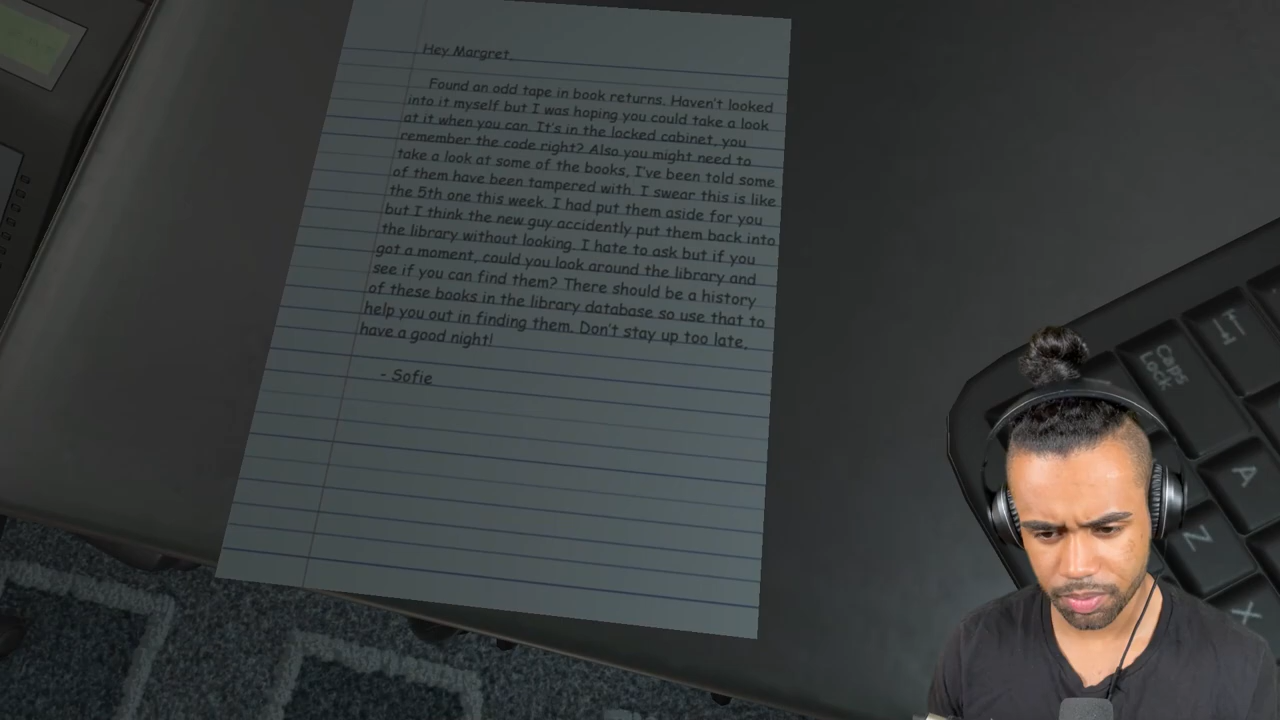 Hey Margret,
Found an odd tape in book returns. Haven't looked
into it myself but I was hoping you could take a look
at it when you can. It's in the locked cabinet, you
remember the code right? Also you might need to
take a look at some of the books, I've been told some
of them have been tampered with. I swear this is like
the 5th one this week. I had put them aside for you
but I think the new guy accidently put them back into
the library without looking. I hate to ask but if you
got a moment, could you look around the library and
see if you can find them? There should be a history
of these books in the library database so use that to
help you out in finding them. Don't stay up too late,
have a good night!
- Sofie
Caps
Lock
A
Z
X